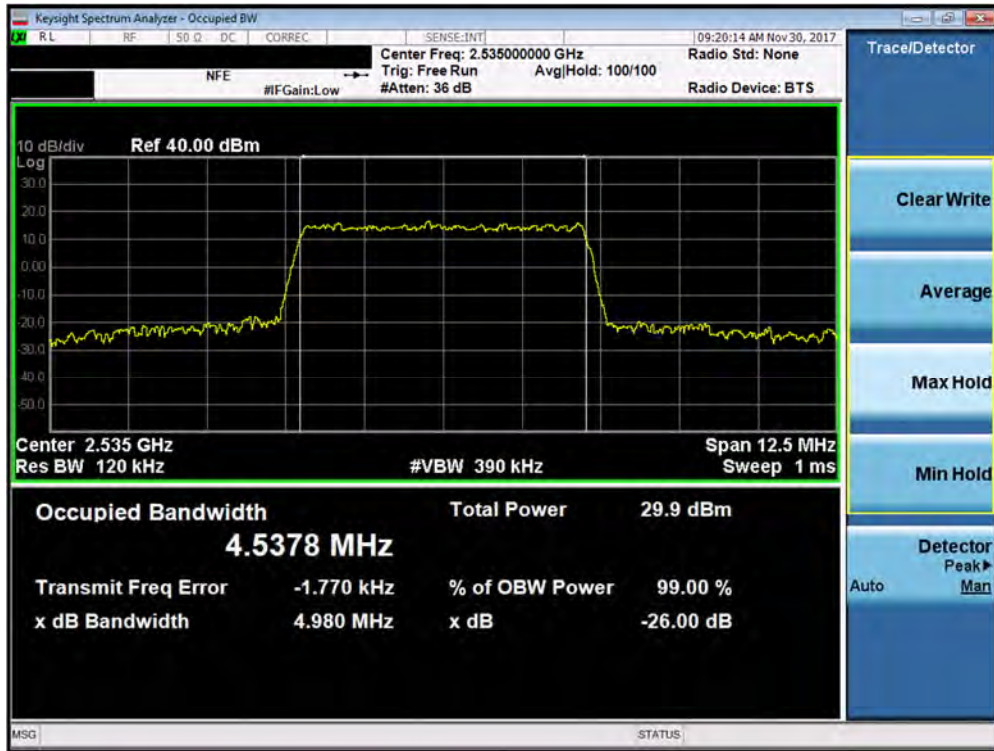 Keysight Spectrum Analyzer - Occupied BW
LXI RL RF 50 Ω DC CORREC SENSE:INT 09:20:14 AM Nov 30, 2017
Center Freq: 2.535000000 GHz Radio Std: None
NFE Trig: Free Run Avg|Hold: 100/100
#IFGain:Low #Atten: 36 dB Radio Device: BTS
10 dB/div Ref 40.00 dBm
Log
30.0
20.0
10.0
0.00
-10.0
-20.0
-30.0
-40.0
-50.0
Center 2.535 GHz Span 12.5 MHz
Res BW 120 kHz #VBW 390 kHz Sweep 1 ms
Occupied Bandwidth Total Power 29.9 dBm
4.5378 MHz
Transmit Freq Error -1.770 kHz % of OBW Power 99.00 %
x dB Bandwidth 4.980 MHz x dB -26.00 dB
MSG STATUS
Trace/Detector
Clear Write
Average
Max Hold
Min Hold
Detector
Peak▶
Auto Man